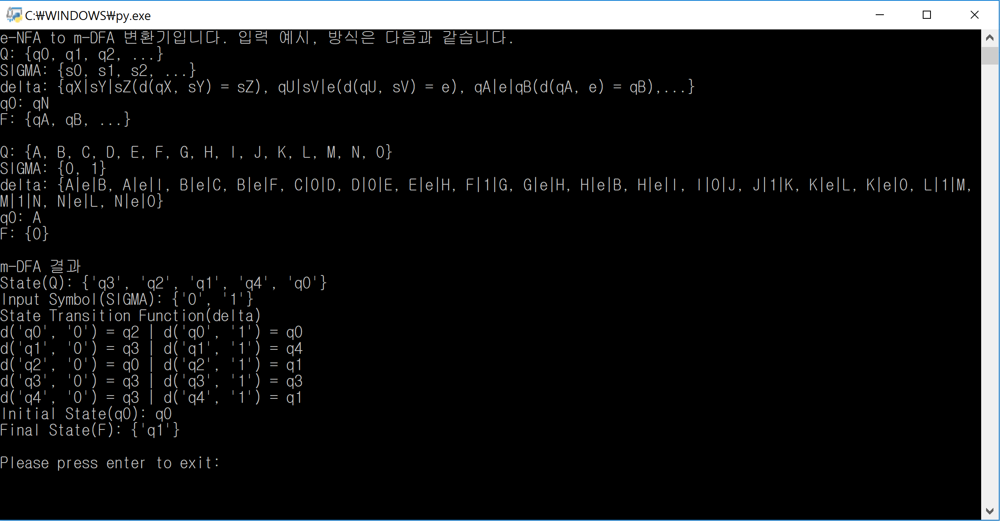 C:₩WINDOWS₩py.exe
e-NFA to m-DFA 변환기입니다. 입력 예시, 방식은 다음과 같습니다.
Q: {q0, q1, q2, ...}
SIGMA: {s0, s1, s2, ...}
delta: {qX|sY|sZ(d(qX, sY) = sZ), qU|sV|e(d(qU, sV) = e), qA|e|qB(d(qA, e) = qB),...}
q0: qN
F: {qA, qB, ...}
Q: {A, B, C, D, E, F, G, H, I, J, K, L, M, N, O}
SIGMA: {0, 1}
delta: {A|e|B, A|e|I, B|e|C, B|e|F, C|0|D, D|0|E, E|e|H, F|1|G, G|e|H, H|e|B, H|e|I, I|0|J, J|1|K, K|e|L, K|e|O, L|1|M,
M|1|N, N|e|L, N|e|O}
q0: A
F: {O}
m-DFA 결과
State(Q): {'q3', 'q2', 'q1', 'q4', 'q0'}
Input Symbol(SIGMA): {'0', '1'}
State Transition Function(delta)
d('q0', '0') = q2 | d('q0', '1') = q0
d('q1', '0') = q3 | d('q1', '1') = q4
d('q2', '0') = q0 | d('q2', '1') = q1
d('q3', '0') = q3 | d('q3', '1') = q3
d('q4', '0') = q3 | d('q4', '1') = q1
Initial State(q0): q0
Final State(F): {'q1'}
Please press enter to exit: